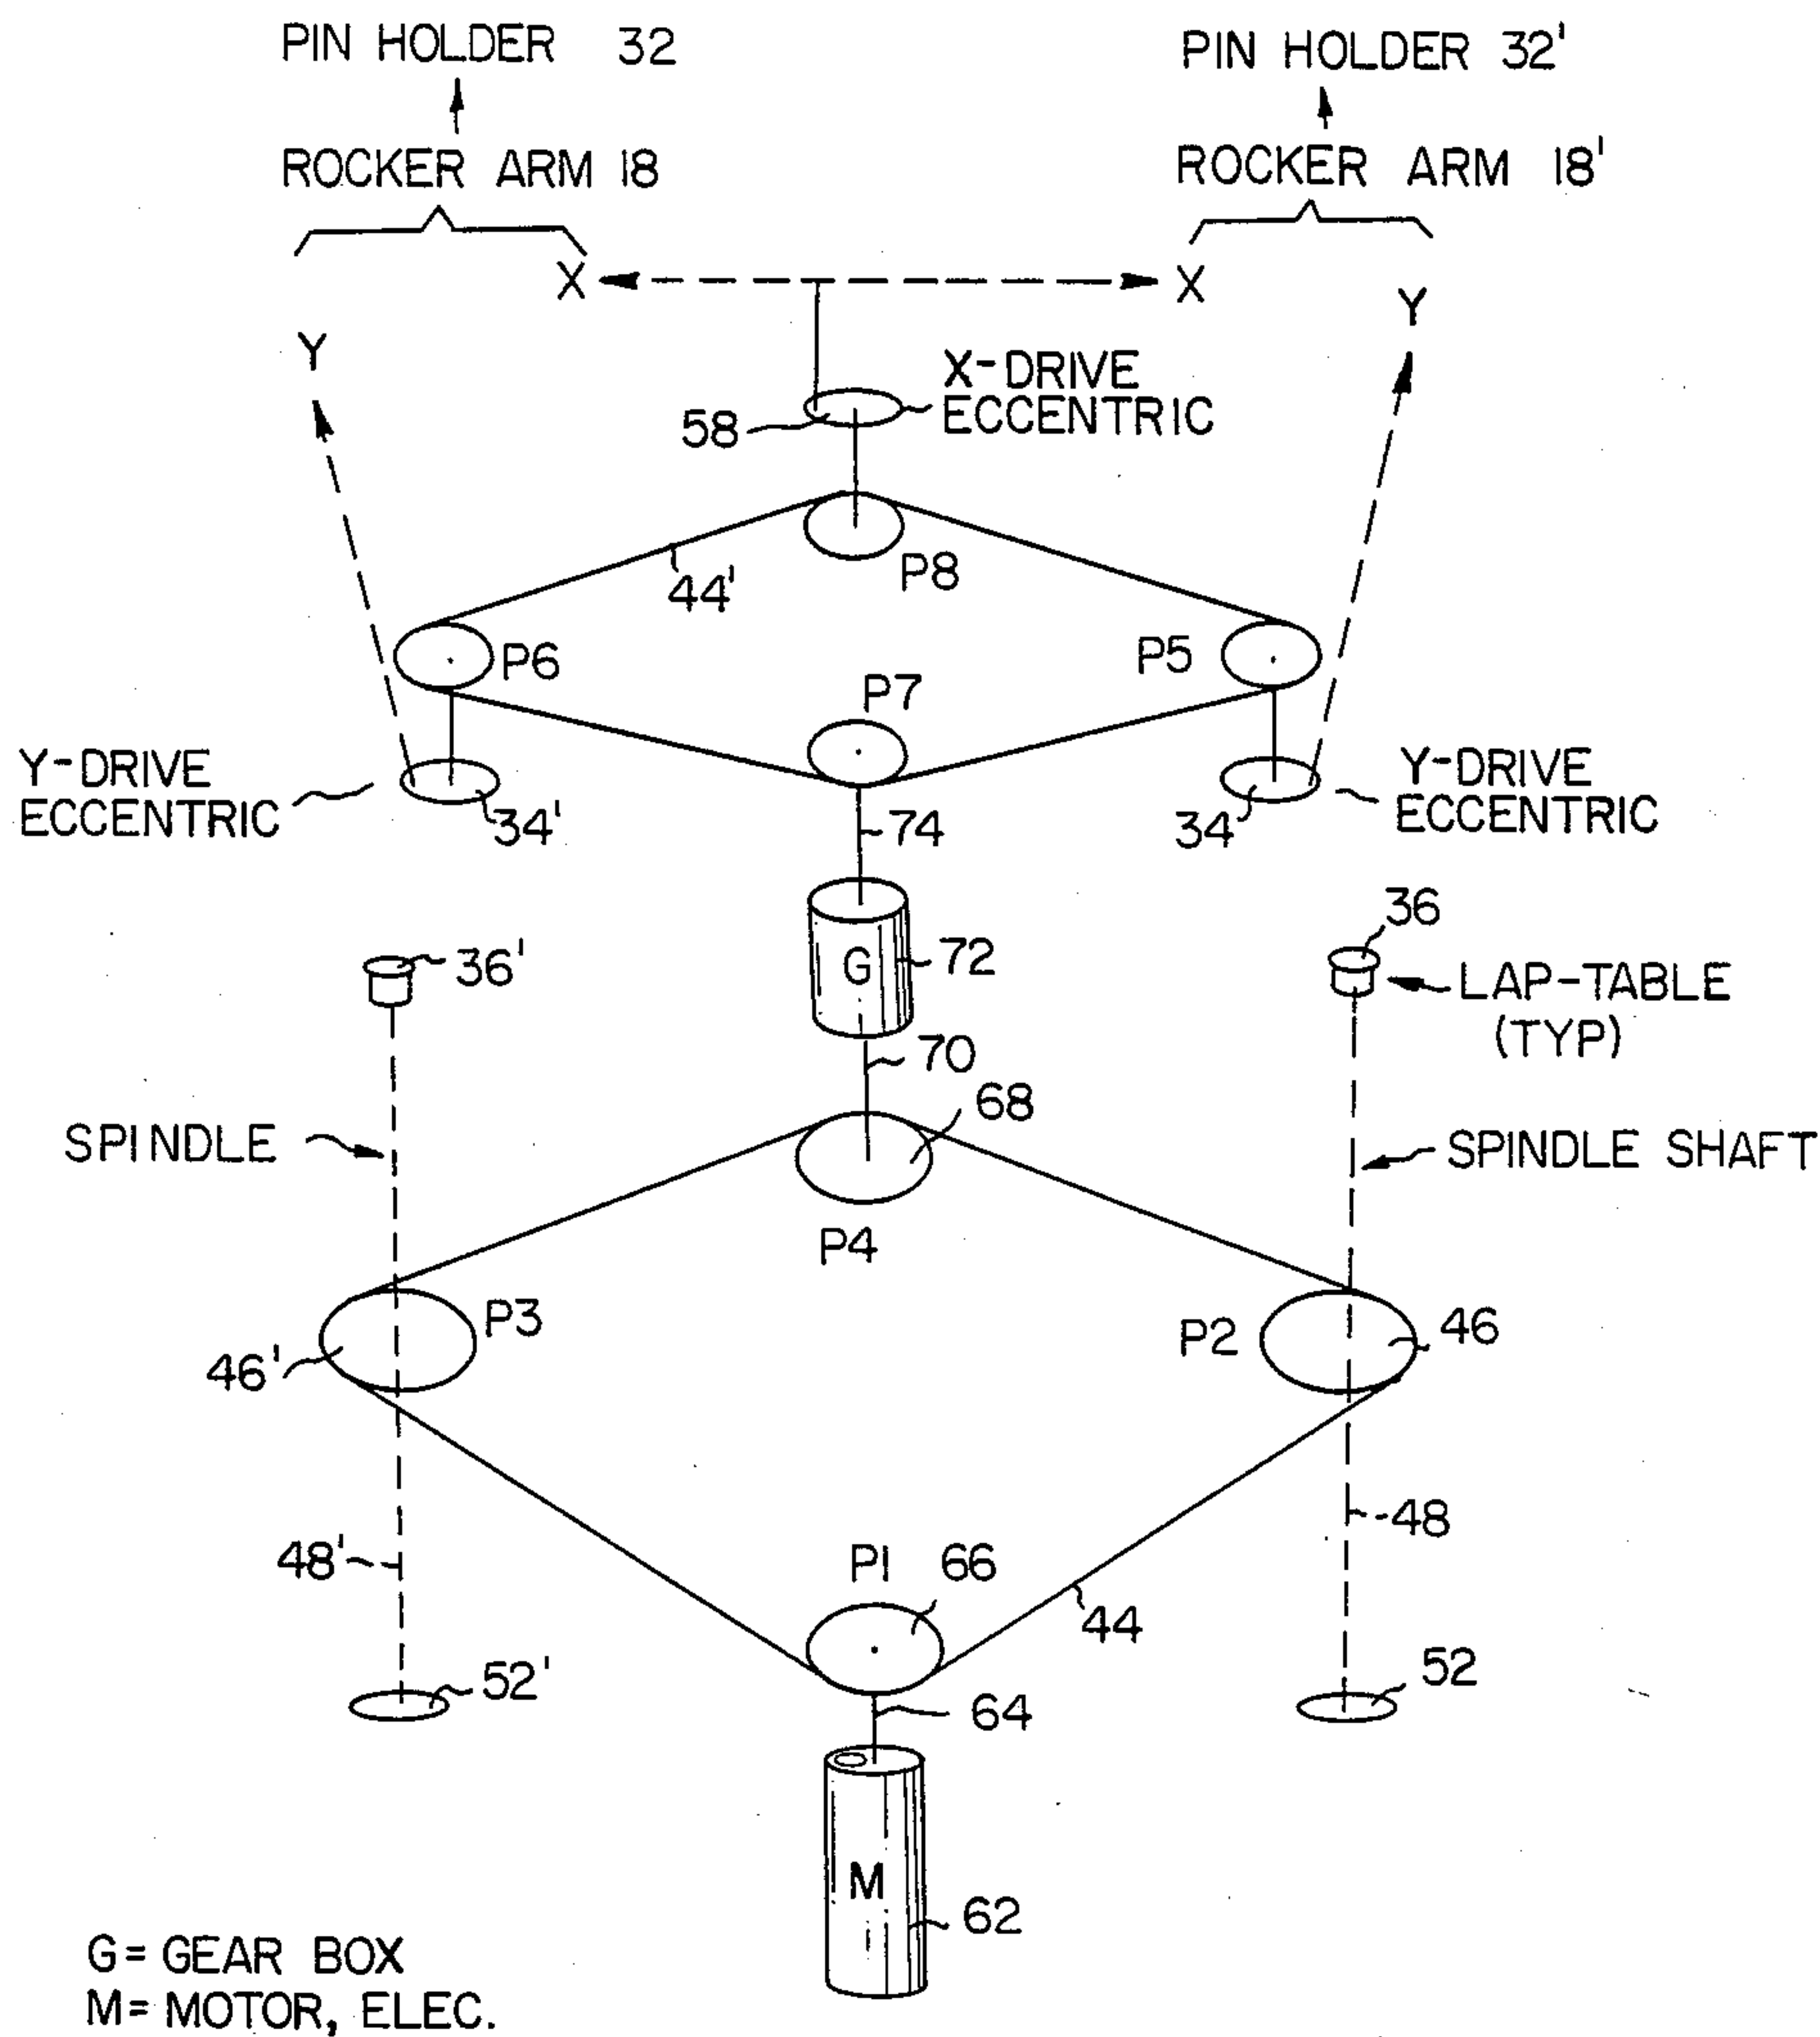 PIN HOLDER 32
PIN HOLDER 32'
ROCKER ARM 18
ROCKER ARM 18'
X
X
Y
Y
X-DRIVE
ECCENTRIC
58
P8
44'
P6
P5
P7
Y-DRIVE
ECCENTRIC
34'
74
34
Y-DRIVE
ECCENTRIC
36'
G
72
36
LAP-TABLE
(TYP)
70
68
SPINDLE
SPINDLE SHAFT
P4
P3
46'
P2
46
48'
48
P1
66
44
52'
52
64
M
62
G= GEAR BOX
M= MOTOR, ELEC.